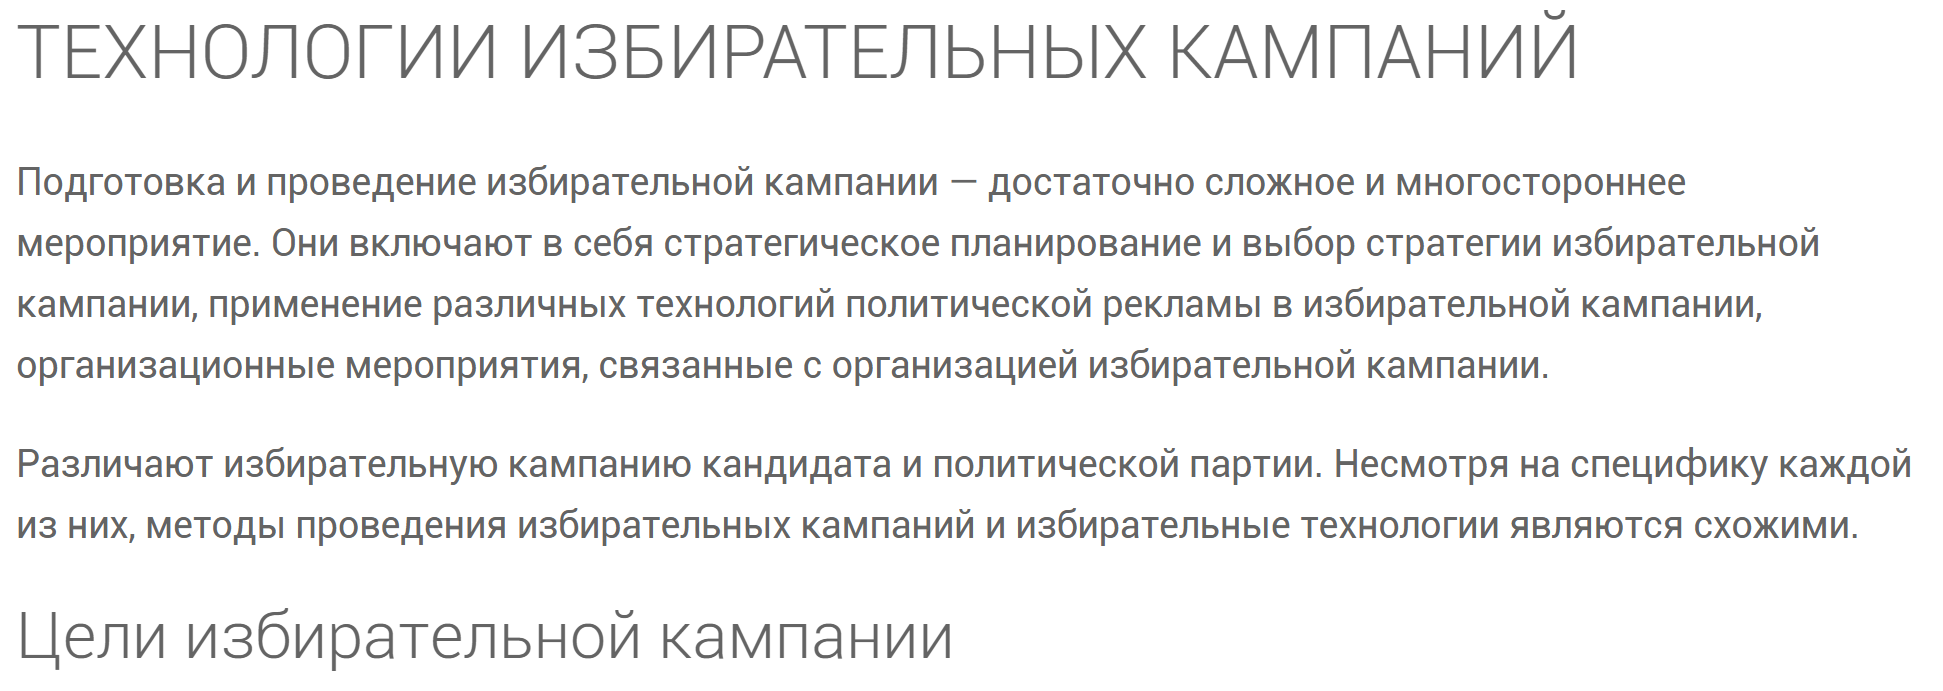 ТЕХНОЛОГИИ ИЗБИРАТЕЛЬНЫХ КАМПАНИЙ
Подготовка и проведение избирательной кампании — достаточно сложное и многостороннее
мероприятие. Они включают в себя стратегическое планирование и выбор стратегии избирательной
кампании, применение различных технологий политической рекламы в избирательной кампании,
организационные мероприятия, связанные с организацией избирательной кампании.
Различают избирательную кампанию кандидата и политической партии. Несмотря на специфику каждой
из них, методы проведения избирательных кампаний и избирательные технологии являются схожими.
Цели избирательной кампании